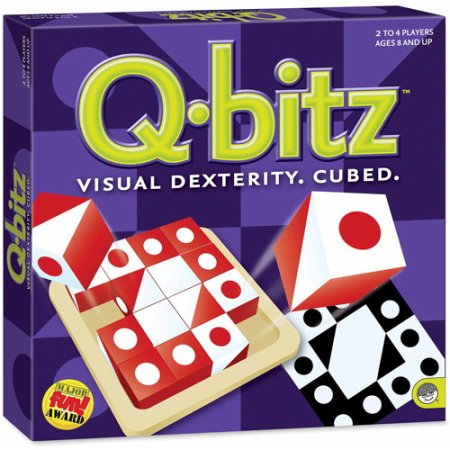 Q·bitz
2 TO 4 PLAYERS
AGES 8 AND UP
Q·bitz™
VISUAL DEXTERITY. CUBED.
Q·bitz
VISUAL DEXTERITY. CUBED.
MAJOR
fun!
AWARD